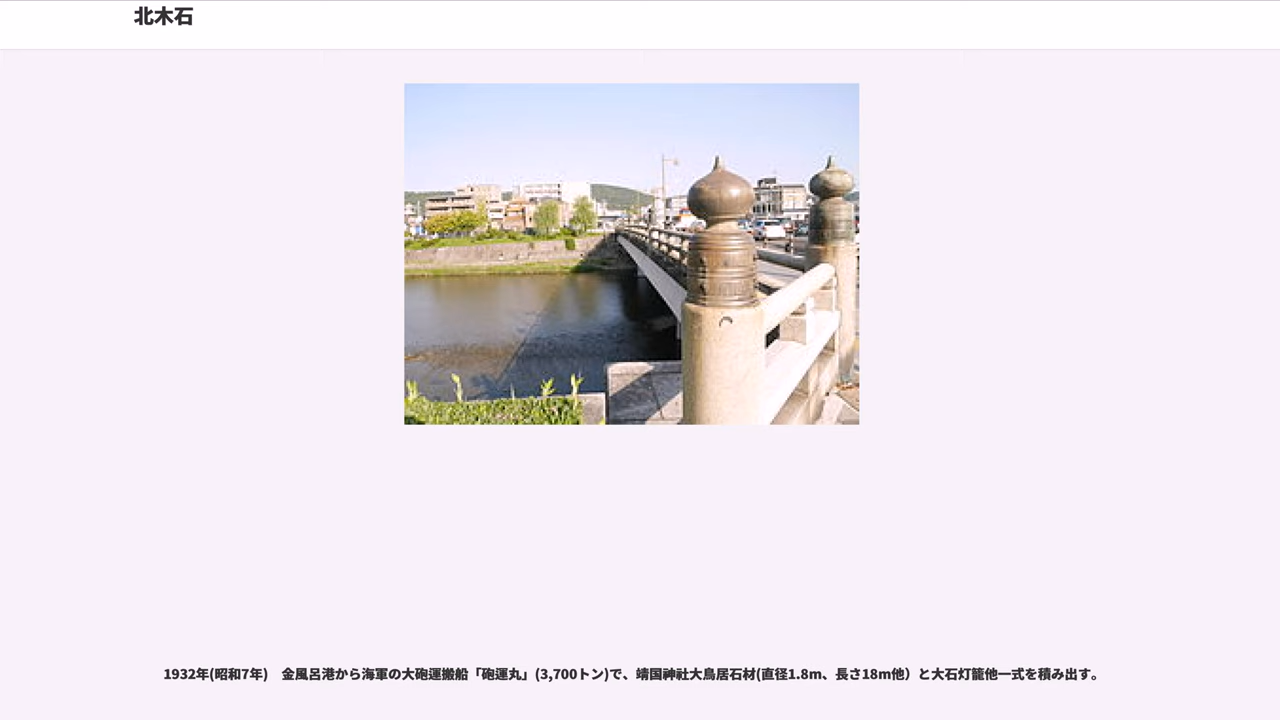 北木石
1932年(昭和7年)　金風呂港から海軍の大砲運搬船「砲運丸」(3,700トン)で、靖国神社大鳥居石材(直径1.8m、長さ18m他）と大石灯籠他一式を積み出す。